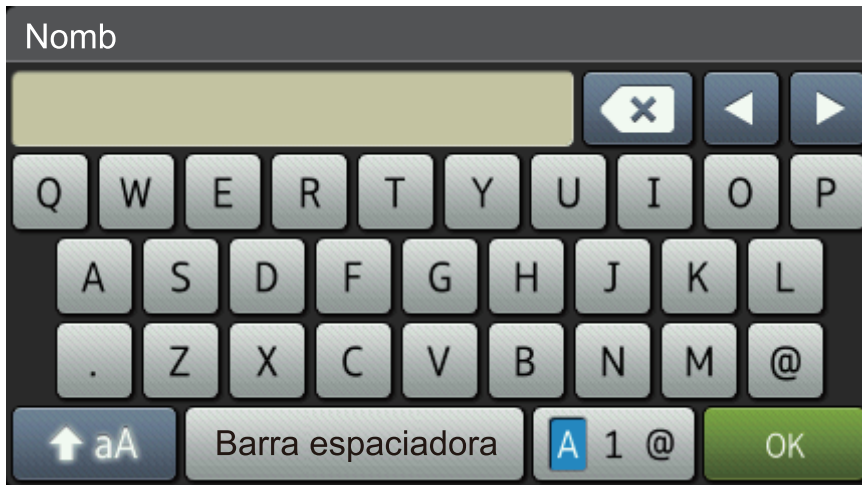 Nomb
Q W E R T Y U I O P
A S D F G H J K L
. Z X C V B N M @
aA Barra espaciadora A 1 @ OK